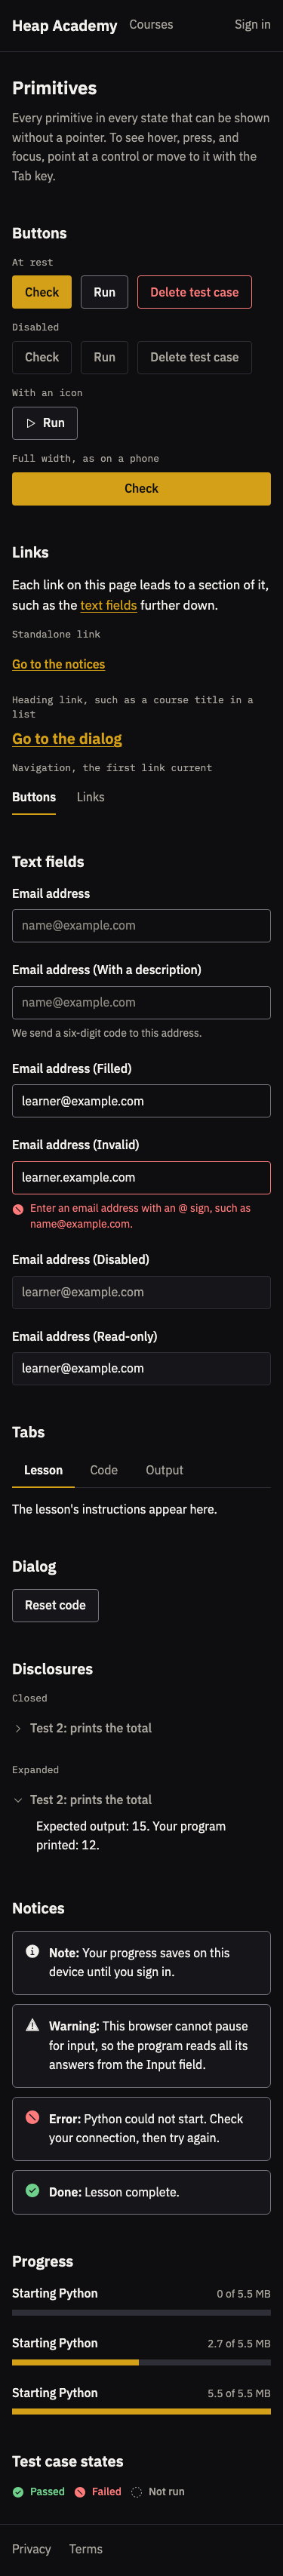 Heap Academy Courses Sign in
Primitives
Every primitive in every state that can be shown
without a pointer. To see hover, press, and
focus, point at a control or move to it with the
Tab key.
Buttons
At rest
Check Run Delete test case
Disabled
Check Run Delete test case
With an icon
Run
Full width, as on a phone
Check
Links
Each link on this page leads to a section of it,
such as the text fields further down.
Standalone link
Go to the notices
Heading link, such as a course title in a
list
Go to the dialog
Navigation, the first link current
Buttons Links
Text fields
Email address
name@example.com
Email address (With a description)
name@example.com
We send a six-digit code to this address.
Email address (Filled)
learner@example.com
Email address (Invalid)
learner.example.com
Enter an email address with an @ sign, such as
name@example.com.
Email address (Disabled)
learner@example.com
Email address (Read-only)
learner@example.com
Tabs
Lesson Code Output
The lesson's instructions appear here.
Dialog
Reset code
Disclosures
Closed
Test 2: prints the total
Expanded
Test 2: prints the total
Expected output: 15. Your program
printed: 12.
Notices
Note: Your progress saves on this
device until you sign in.
Warning: This browser cannot pause
for input, so the program reads all its
answers from the Input field.
Error: Python could not start. Check
your connection, then try again.
Done: Lesson complete.
Progress
Starting Python 0 of 5.5 MB
Starting Python 2.7 of 5.5 MB
Starting Python 5.5 of 5.5 MB
Test case states
Passed Failed Not run
Privacy Terms